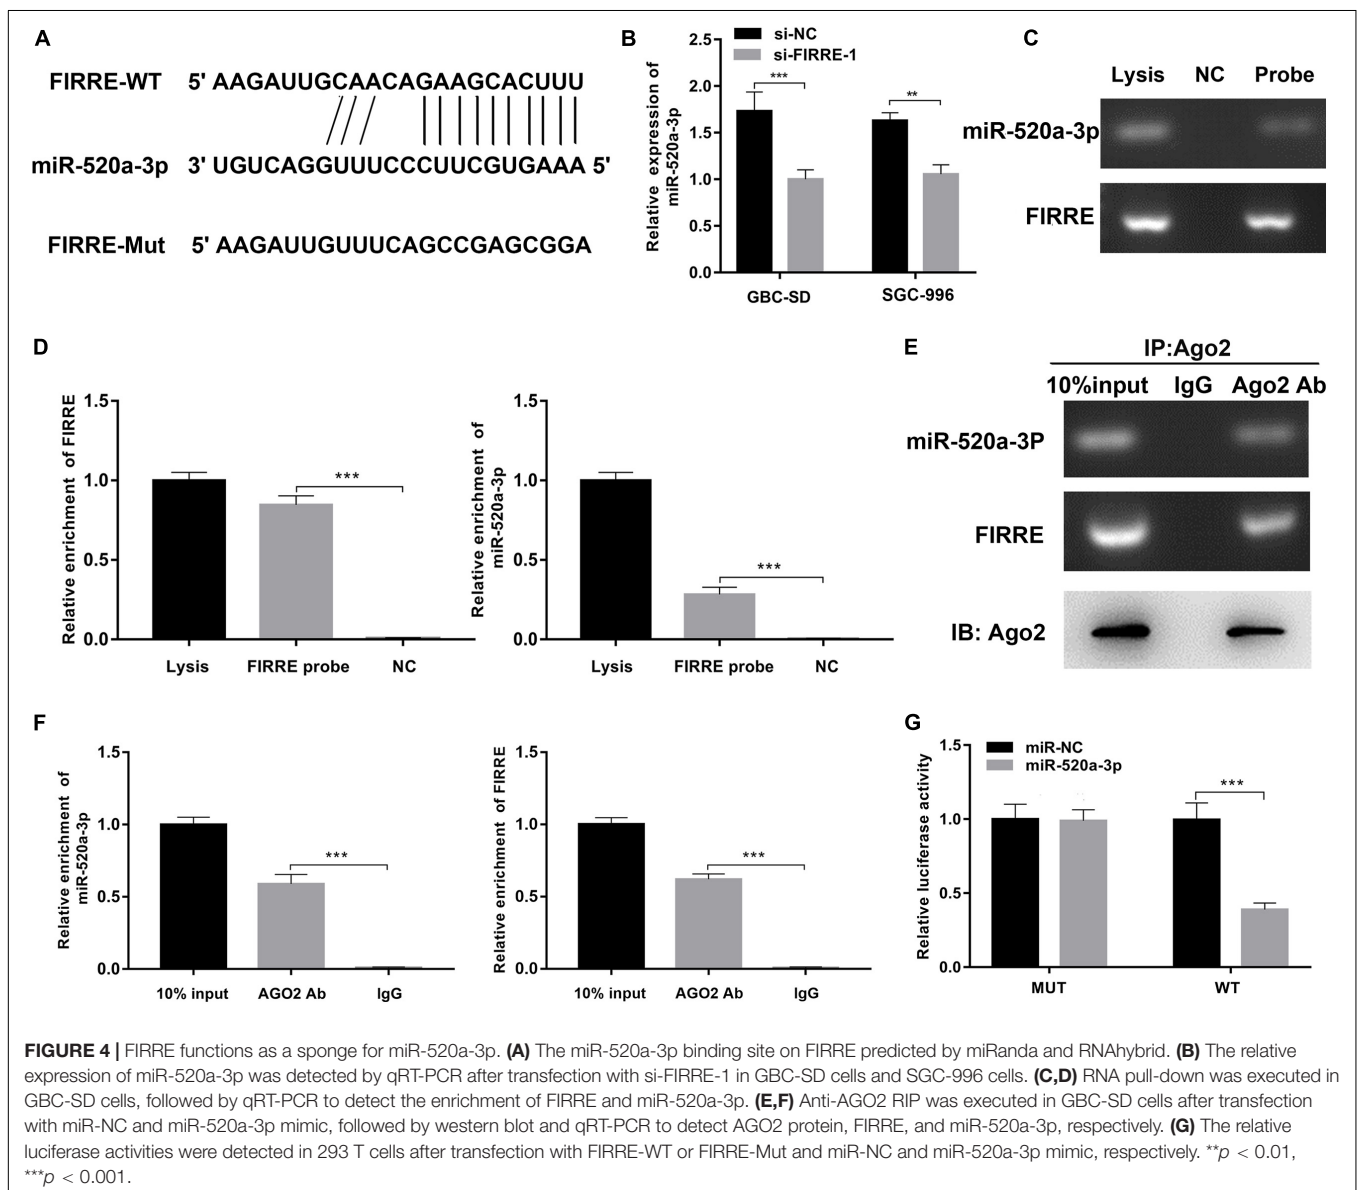 A
FIRRE-WT 5' AAGAUUGCAACAGAAGCACUUU
miR-520a-3p 3' UGUCAGGUUUCCCUUCGUGAAA 5'
FIRRE-Mut 5' AAGAUUGUUUCAGCCGAGCGGA
B
si-NC
si-FIRRE-1
Relative expression of
miR-520a-3p
2.5
2.0
1.5
1.0
0.5
0.0
***
**
GBC-SD SGC-996
C
Lysis NC Probe
miR-520a-3p
FIRRE
D
Relative enrichment of FIRRE
1.5
1.0
0.5
0.0
***
Lysis FIRRE probe NC
Relative enrichment of
miR-520a-3p
1.5
1.0
0.5
0.0
***
Lysis FIRRE probe NC
E
IP:Ago2
10%input IgG Ago2 Ab
miR-520a-3P
FIRRE
IB: Ago2
F
Relative enrichment of
miR-520a-3p
1.5
1.0
0.5
0.0
***
10% input AGO2 Ab IgG
Relative enrichment of FIRRE
1.5
1.0
0.5
0.0
***
10% input AGO2 Ab IgG
G
miR-NC
miR-520a-3p
Relative luciferase activity
1.5
1.0
0.5
0.0
***
MUT WT
FIGURE 4 | FIRRE functions as a sponge for miR-520a-3p. (A) The miR-520a-3p binding site on FIRRE predicted by miRanda and RNAhybrid. (B) The relative
expression of miR-520a-3p was detected by qRT-PCR after transfection with si-FIRRE-1 in GBC-SD cells and SGC-996 cells. (C,D) RNA pull-down was executed in
GBC-SD cells, followed by qRT-PCR to detect the enrichment of FIRRE and miR-520a-3p. (E,F) Anti-AGO2 RIP was executed in GBC-SD cells after transfection
with miR-NC and miR-520a-3p mimic, followed by western blot and qRT-PCR to detect AGO2 protein, FIRRE, and miR-520a-3p, respectively. (G) The relative
luciferase activities were detected in 293 T cells after transfection with FIRRE-WT or FIRRE-Mut and miR-NC and miR-520a-3p mimic, respectively. **p < 0.01,
***p < 0.001.